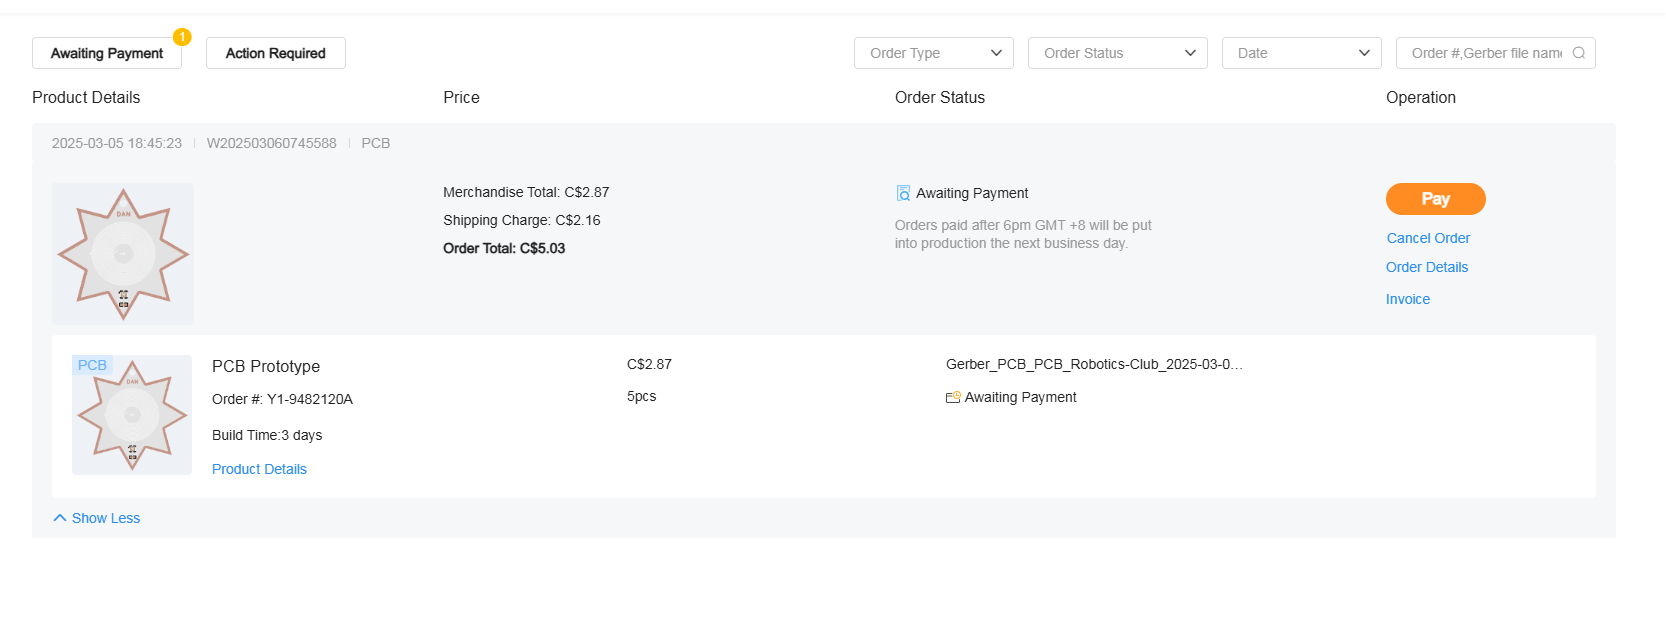 Awaiting Payment
1
Action Required
Order Type
Order Status
Date
Order #,Gerber file name
Product Details
Price
Order Status
Operation
2025-03-05 18:45:23
W202503060745588
PCB
DAN
Merchandise Total: C$2.87
Shipping Charge: C$2.16
Order Total: C$5.03
Awaiting Payment
Orders paid after 6pm GMT +8 will be put
into production the next business day.
Pay
Cancel Order
Order Details
Invoice
PCB
DAN
PCB Prototype
Order #: Y1-9482120A
Build Time:3 days
Product Details
C$2.87
5pcs
Gerber_PCB_PCB_Robotics-Club_2025-03-0...
Awaiting Payment
Show Less